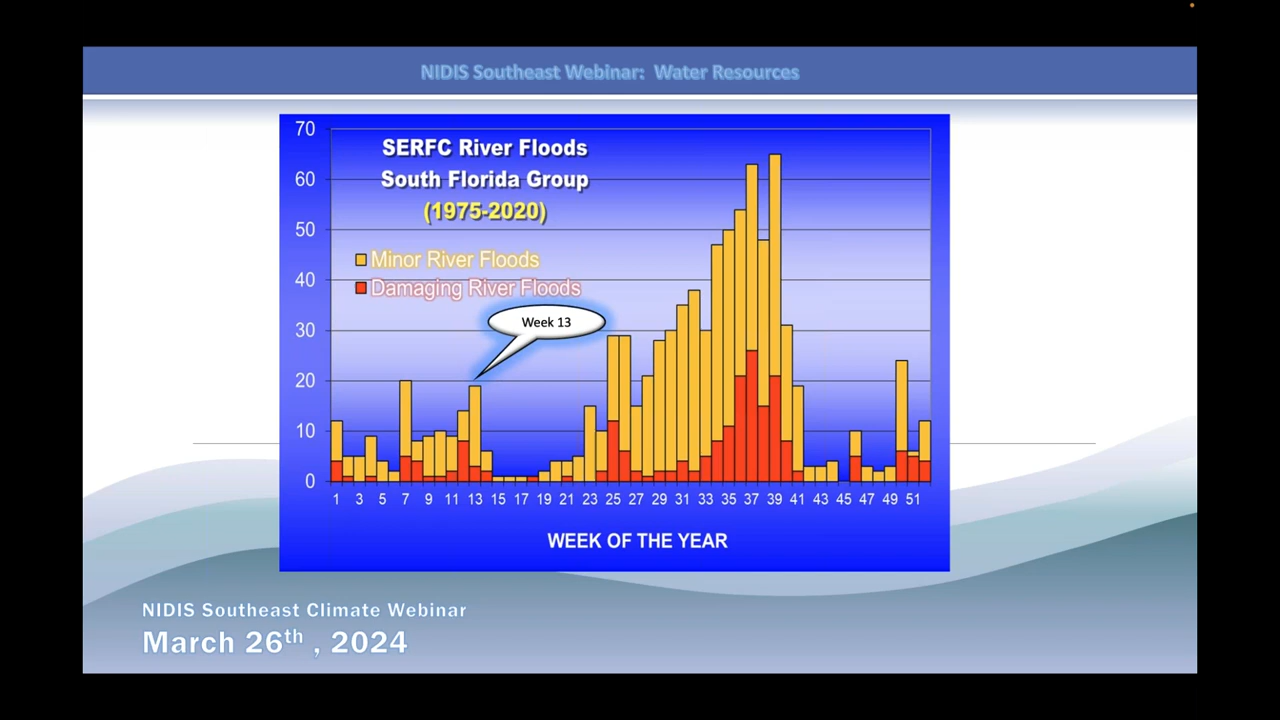 NIDIS Southeast Webinar: Water Resources
SERFC River Floods
South Florida Group
(1975-2020)
Minor River Floods
Damaging River Floods
Week 13
70
60
50
40
30
20
10
0
1 3 5 7 9 11 13 15 17 19 21 23 25 27 29 31 33 35 37 39 41 43 45 47 49 51
WEEK OF THE YEAR
NIDIS Southeast Climate Webinar
March 26th , 2024